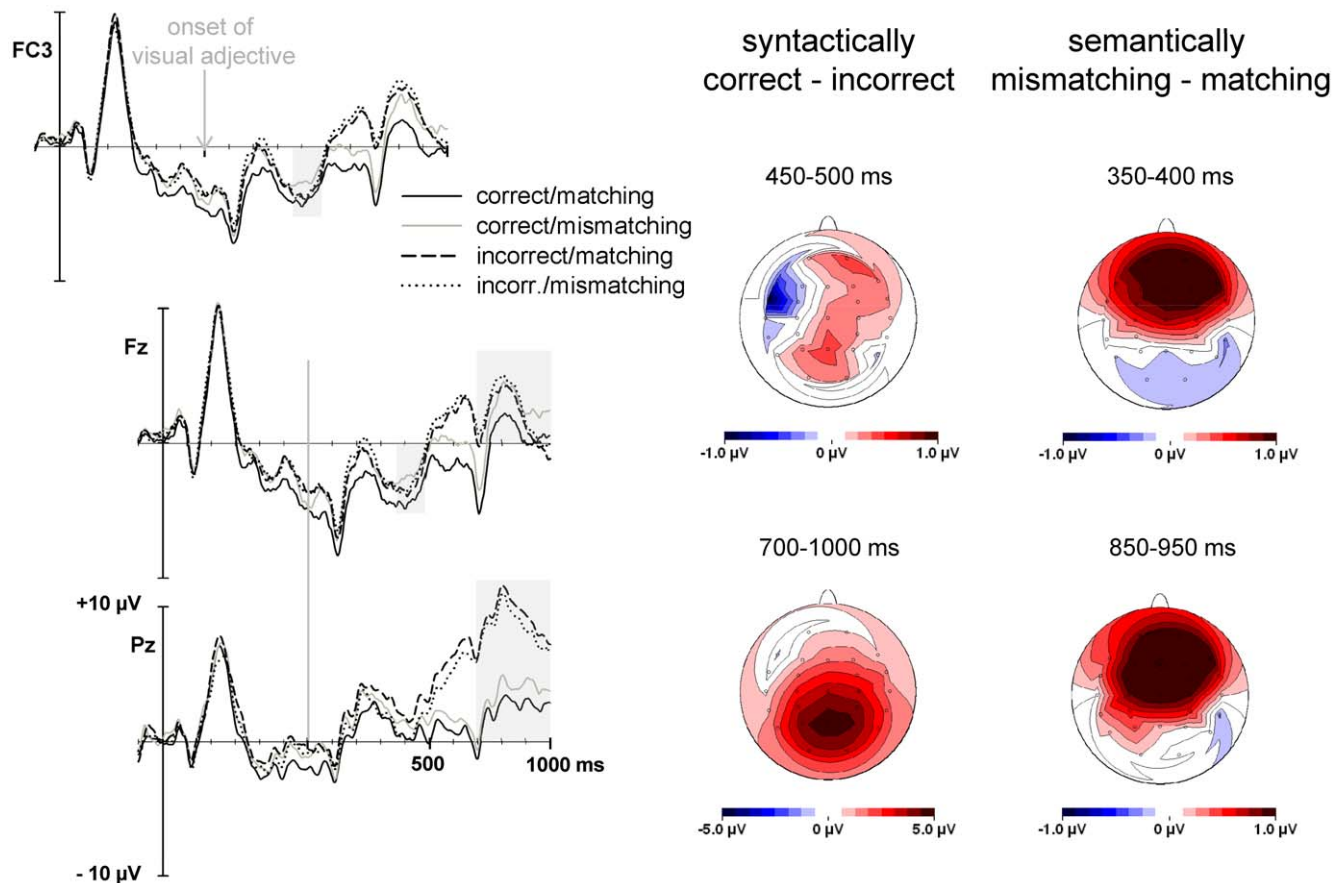 FC3
onset of
visual adjective
correct/matching
correct/mismatching
incorrect/matching
incorr./mismatching
Fz
+10 µV
Pz
500
1000 ms
- 10 µV
syntactically
correct - incorrect
semantically
mismatching - matching
450-500 ms
350-400 ms
-1.0 µV 0 µV 1.0 µV
-1.0 µV 0 µV 1.0 µV
700-1000 ms
850-950 ms
-5.0 µV 0 µV 5.0 µV
-1.0 µV 0 µV 1.0 µV